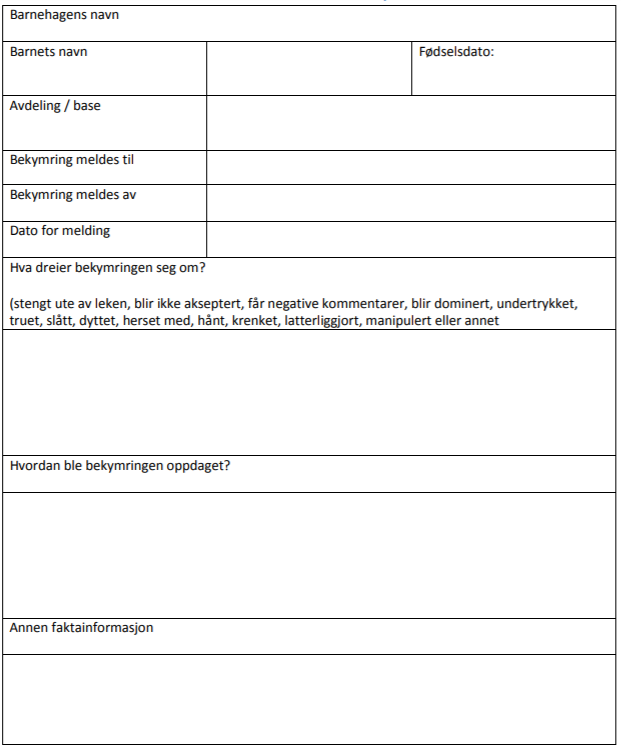 Barnehagens navn
Barnets navn
Fødselsdato:
Avdeling / base
Bekymring meldes til
Bekymring meldes av
Dato for melding
Hva dreier bekymringen seg om?
(stengt ute av leken, blir ikke akseptert, får negative kommentarer, blir dominert, undertrykket,
truet, slått, dyttet, herset med, hånt, krenket, latterliggjort, manipulert eller annet
Hvordan ble bekymringen oppdaget?
Annen faktainformasjon